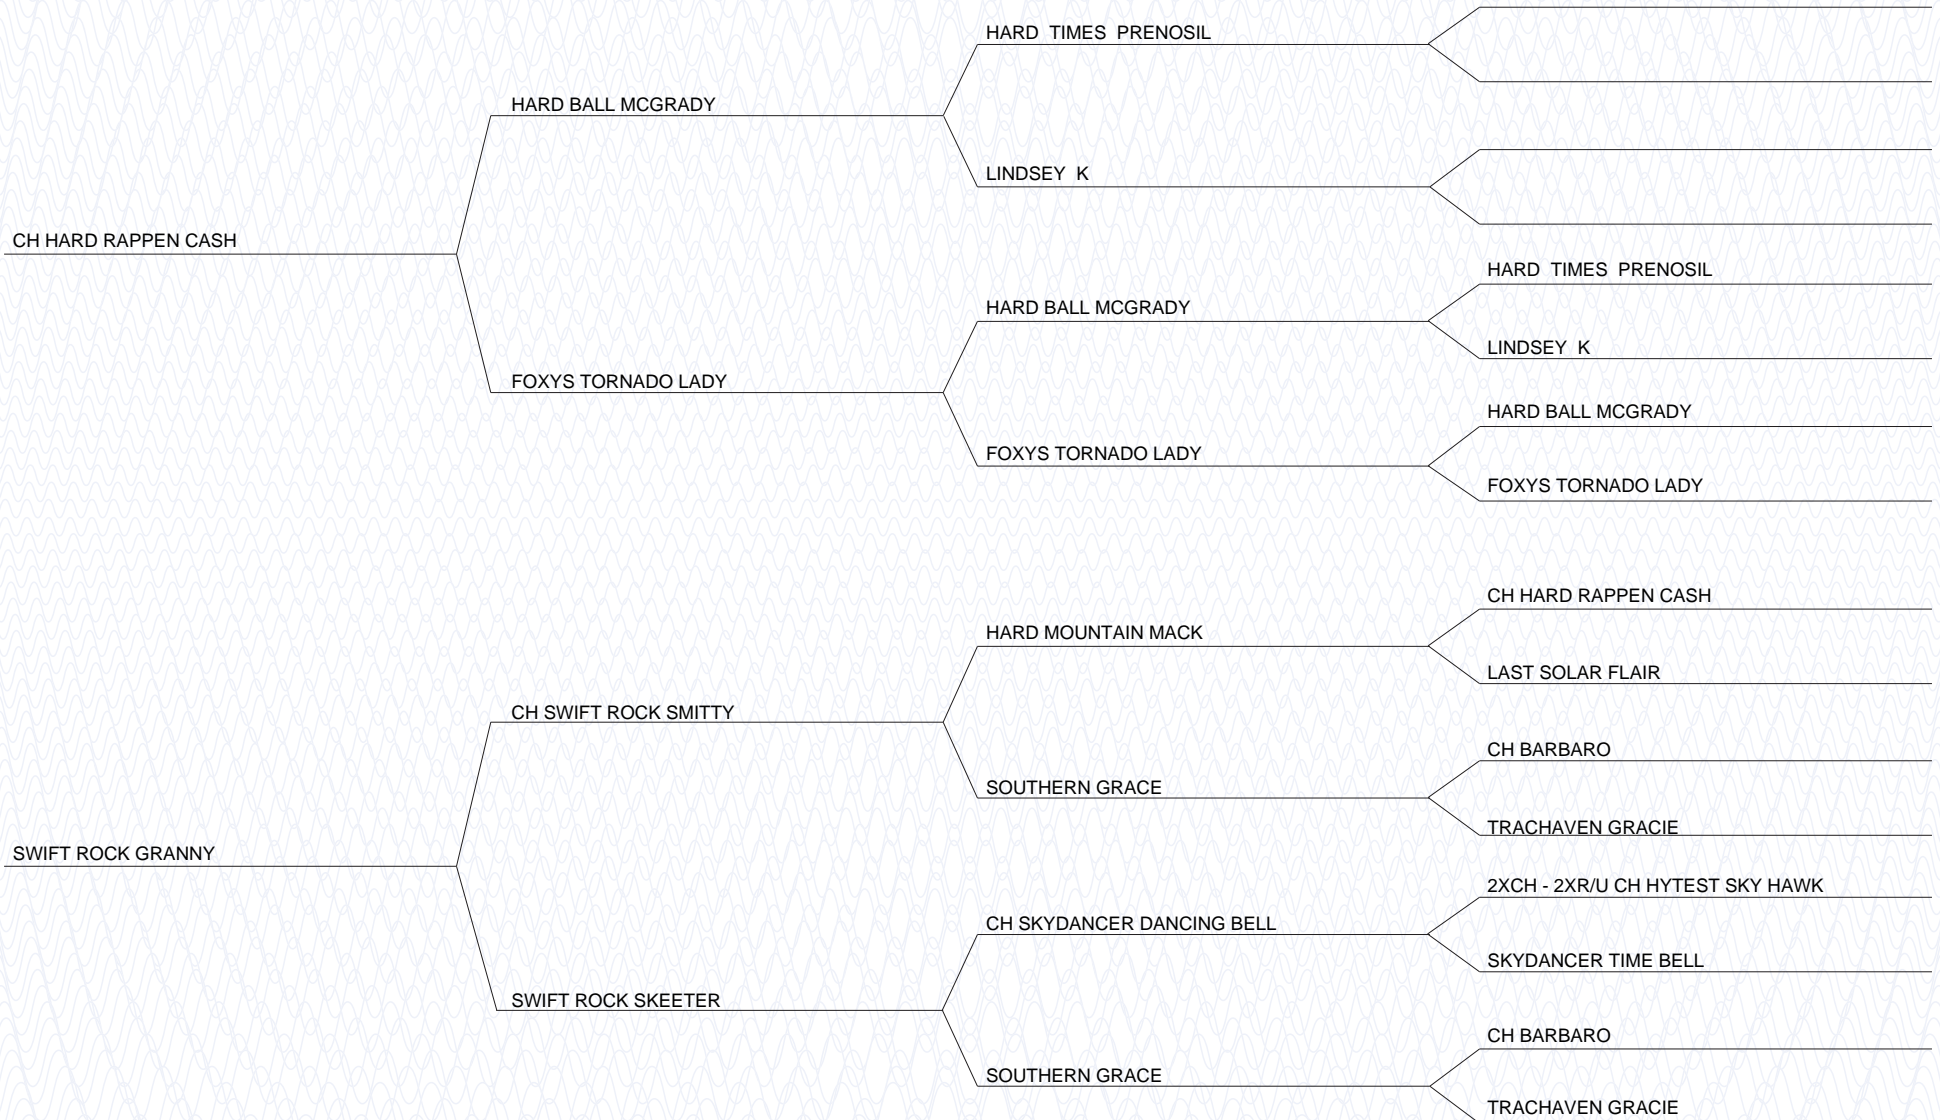 HARD  TIMES  PRENOSIL
HARD BALL MCGRADY
LINDSEY  K
CH HARD RAPPEN CASH
HARD  TIMES  PRENOSIL
HARD BALL MCGRADY
LINDSEY  K
FOXYS TORNADO LADY
HARD BALL MCGRADY
FOXYS TORNADO LADY
FOXYS TORNADO LADY
CH HARD RAPPEN CASH
HARD MOUNTAIN MACK
LAST SOLAR FLAIR
CH SWIFT ROCK SMITTY
CH BARBARO
SOUTHERN GRACE
TRACHAVEN GRACIE
SWIFT ROCK GRANNY
2XCH - 2XR/U CH HYTEST SKY HAWK
CH SKYDANCER DANCING BELL
SKYDANCER TIME BELL
SWIFT ROCK SKEETER
CH BARBARO
SOUTHERN GRACE
TRACHAVEN GRACIE